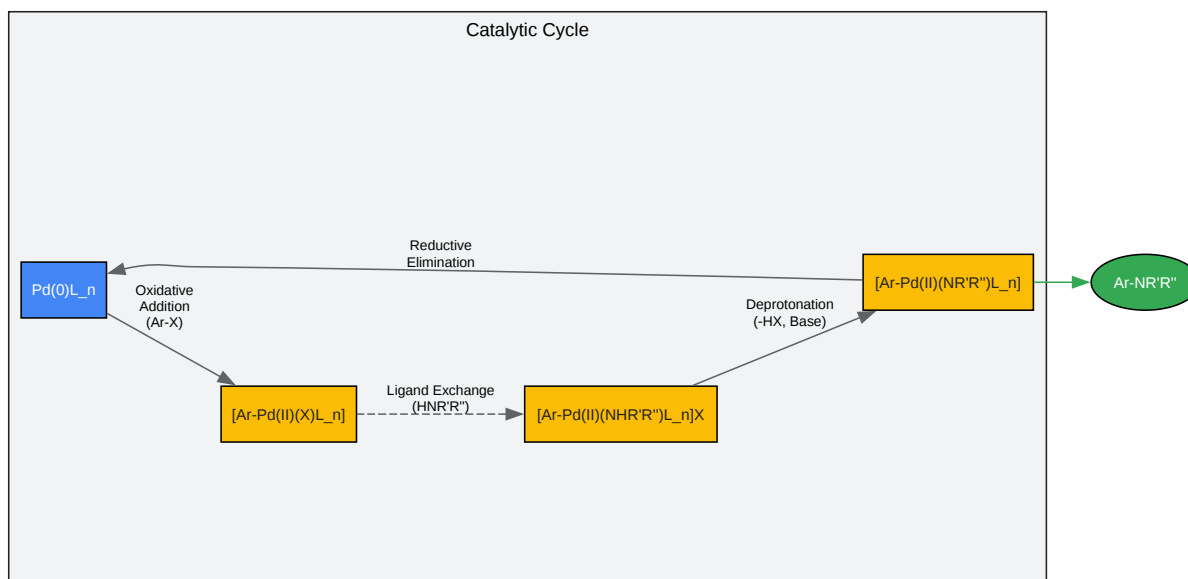 Catalytic Cycle
Reductive
Elimination
Pd(0)L_n
Oxidative
Addition
(Ar-X)
[Ar-Pd(II)(NR'R")L_n]
Ar-NR'R"
Deprotonation
(-HX, Base)
[Ar-Pd(II)(X)L_n]
Ligand Exchange
(HNR'R")
[Ar-Pd(II)(NHR'R")L_n]X